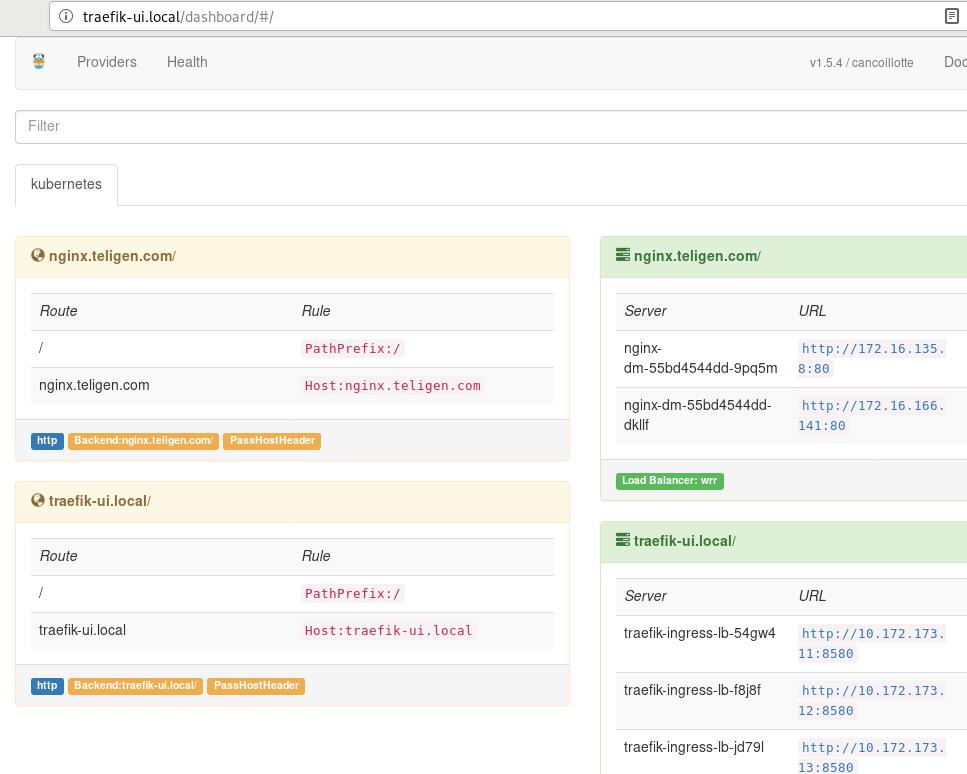 traefik-ui.local/dashboard/#/
Providers Health v1.5.4 / cancoillotte Doc
Filter
kubernetes
nginx.teligen.com/
Route Rule
/ PathPrefix:/
nginx.teligen.com Host:nginx.teligen.com
http Backend:nginx.teligen.com/ PassHostHeader
traefik-ui.local/
Route Rule
/ PathPrefix:/
traefik-ui.local Host:traefik-ui.local
http Backend:traefik-ui.local/ PassHostHeader
nginx.teligen.com/
Server URL
nginx- http://172.16.135.
dm-55bd4544dd-9pq5m 8:80
nginx-dm-55bd4544dd- http://172.16.166.
dkllf 141:80
Load Balancer: wrr
traefik-ui.local/
Server URL
traefik-ingress-lb-54gw4 http://10.172.173.
11:8580
traefik-ingress-lb-f8j8f http://10.172.173.
12:8580
traefik-ingress-lb-jd79l http://10.172.173.
13:8580